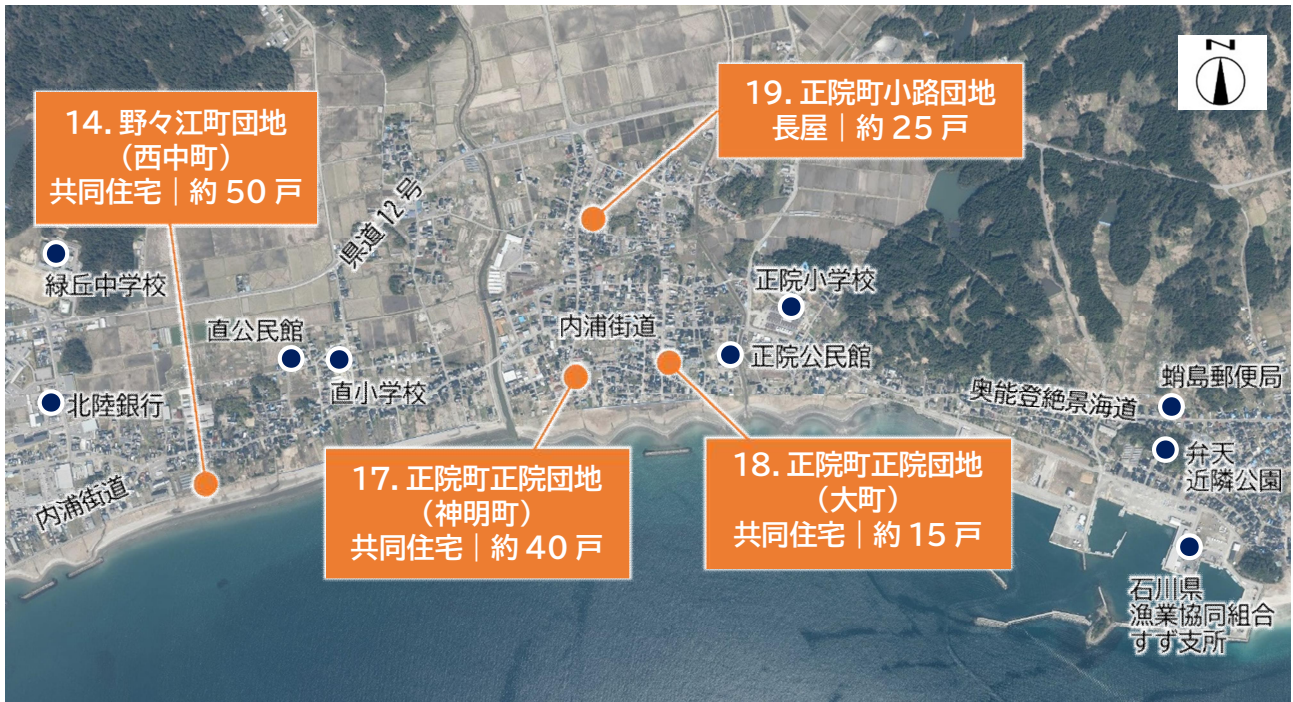 N
14. 野々江町団地
（西中町）
共同住宅｜約 50 戸
19. 正院町小路団地
長屋｜約 25 戸
県道 12 号
緑丘中学校
正院小学校
直公民館
内浦街道
正院公民館
直小学校
北陸銀行
奥能登絶景海道
蛸島郵便局
弁天
近隣公園
内浦街道
17. 正院町正院団地
（神明町）
共同住宅｜約 40 戸
18. 正院町正院団地
（大町）
共同住宅｜約 15 戸
石川県
漁業協同組合
すず支所